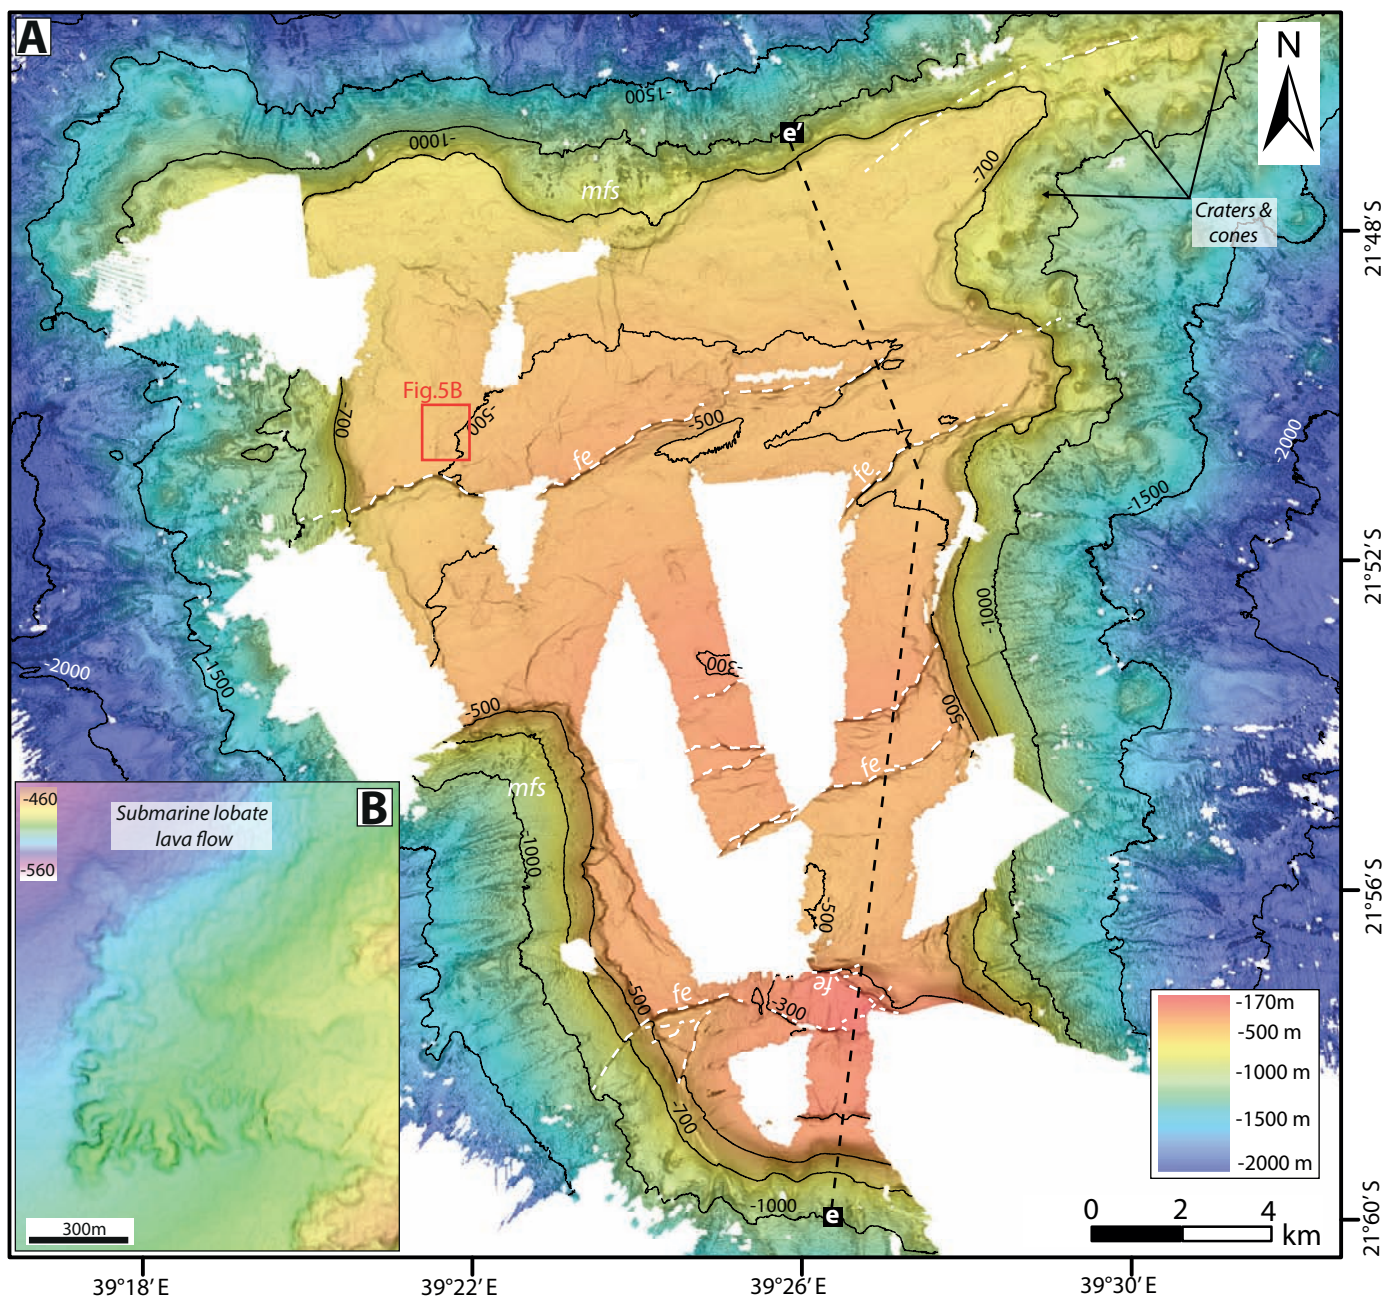 A
N
-1500
-1000
e’
-700
mfs
Craters &
cones
21°48’ S
Fig.5B
-700
-500
-500
fe
fe
-2000
-1500
21°52’ S
-1000
-300
-2000
-1500
-500
500
fe
mfs
-1000
B
-460
-560
Submarine lobate
lava flow
300m
21°56’ S
-500
fe
fe
500
-300
-700
-1000
e
-170m
-500 m
-1000 m
-1500 m
-2000 m
0 2 4
km
21°60’ S
39°18’ E
39°22’ E
39°26’ E
39°30’ E